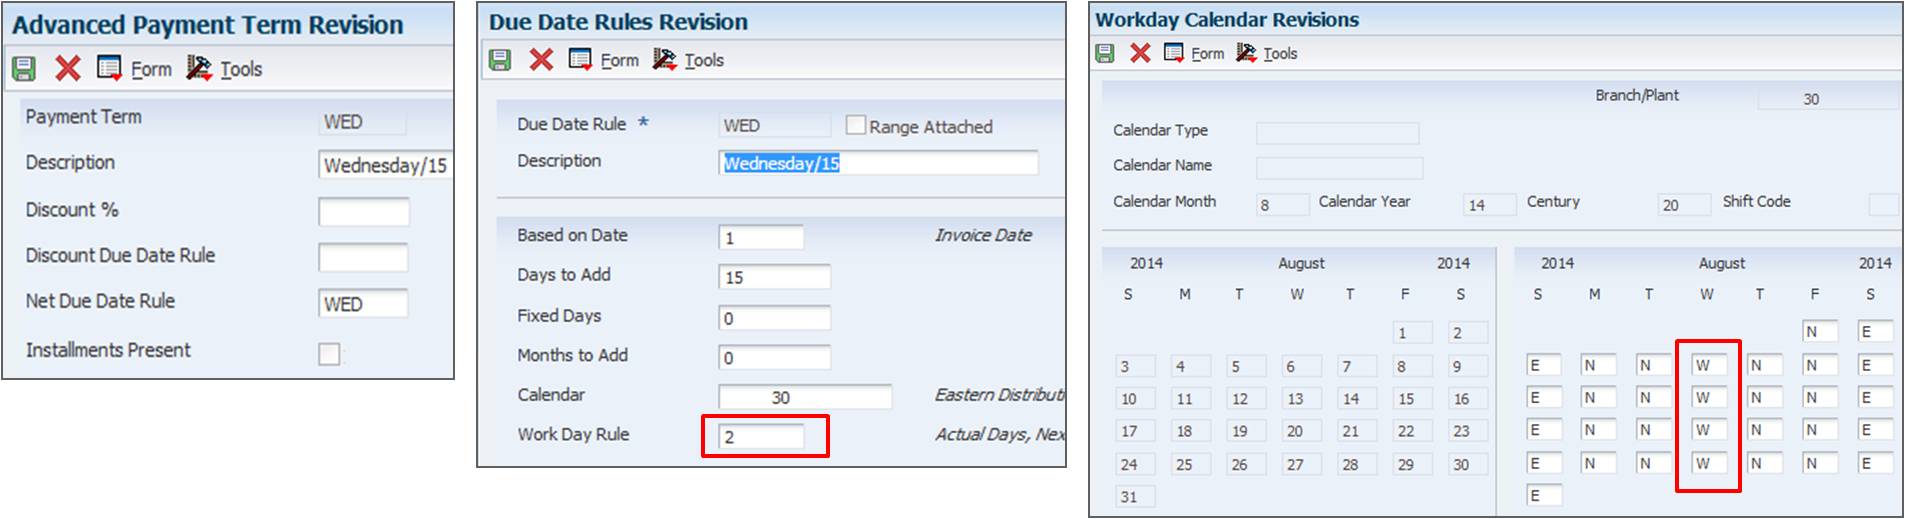 Advanced Payment Term Revision
Form Tools
Payment Term WED
Description Wednesday/15
Discount %
Discount Due Date Rule
Net Due Date Rule WED
Installments Present
Due Date Rules Revision
Form Tools
Due Date Rule * WED Range Attached
Description Wednesday/15
Based on Date 1 Invoice Date
Days to Add 15
Fixed Days 0
Months to Add 0
Calendar 30 Eastern Distributi
Work Day Rule 2 Actual Days, Nex
Workday Calendar Revisions
Form Tools
Branch/Plant 30
Calendar Type
Calendar Name
Calendar Month 8 Calendar Year 14 Century 20 Shift Code
2014 August 2014
S M T W T F S
1 2
3 4 5 6 7 8 9
10 11 12 13 14 15 16
17 18 19 20 21 22 23
24 25 26 27 28 29 30
31
2014 August 2014
S M T W T F S
N E
E N N W N N E
E N N W N N E
E N N W N N E
E N N W N N E
E